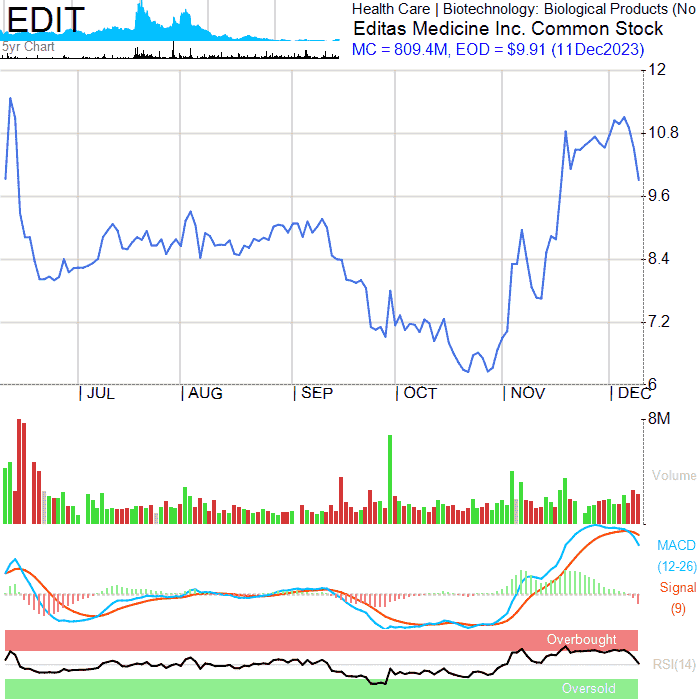 EDIT
5yr Chart
Health Care | Biotechnology: Biological Products (No
Editas Medicine Inc. Common Stock
MC = 809.4M, EOD = $9.91 (11Dec2023)
12
10.8
9.6
8.4
7.2
6
| JUL | AUG | SEP | OCT | NOV | DEC
8M
Volume
MACD
(12-26)
Signal
(9)
Overbought
RSI(14)
Oversold